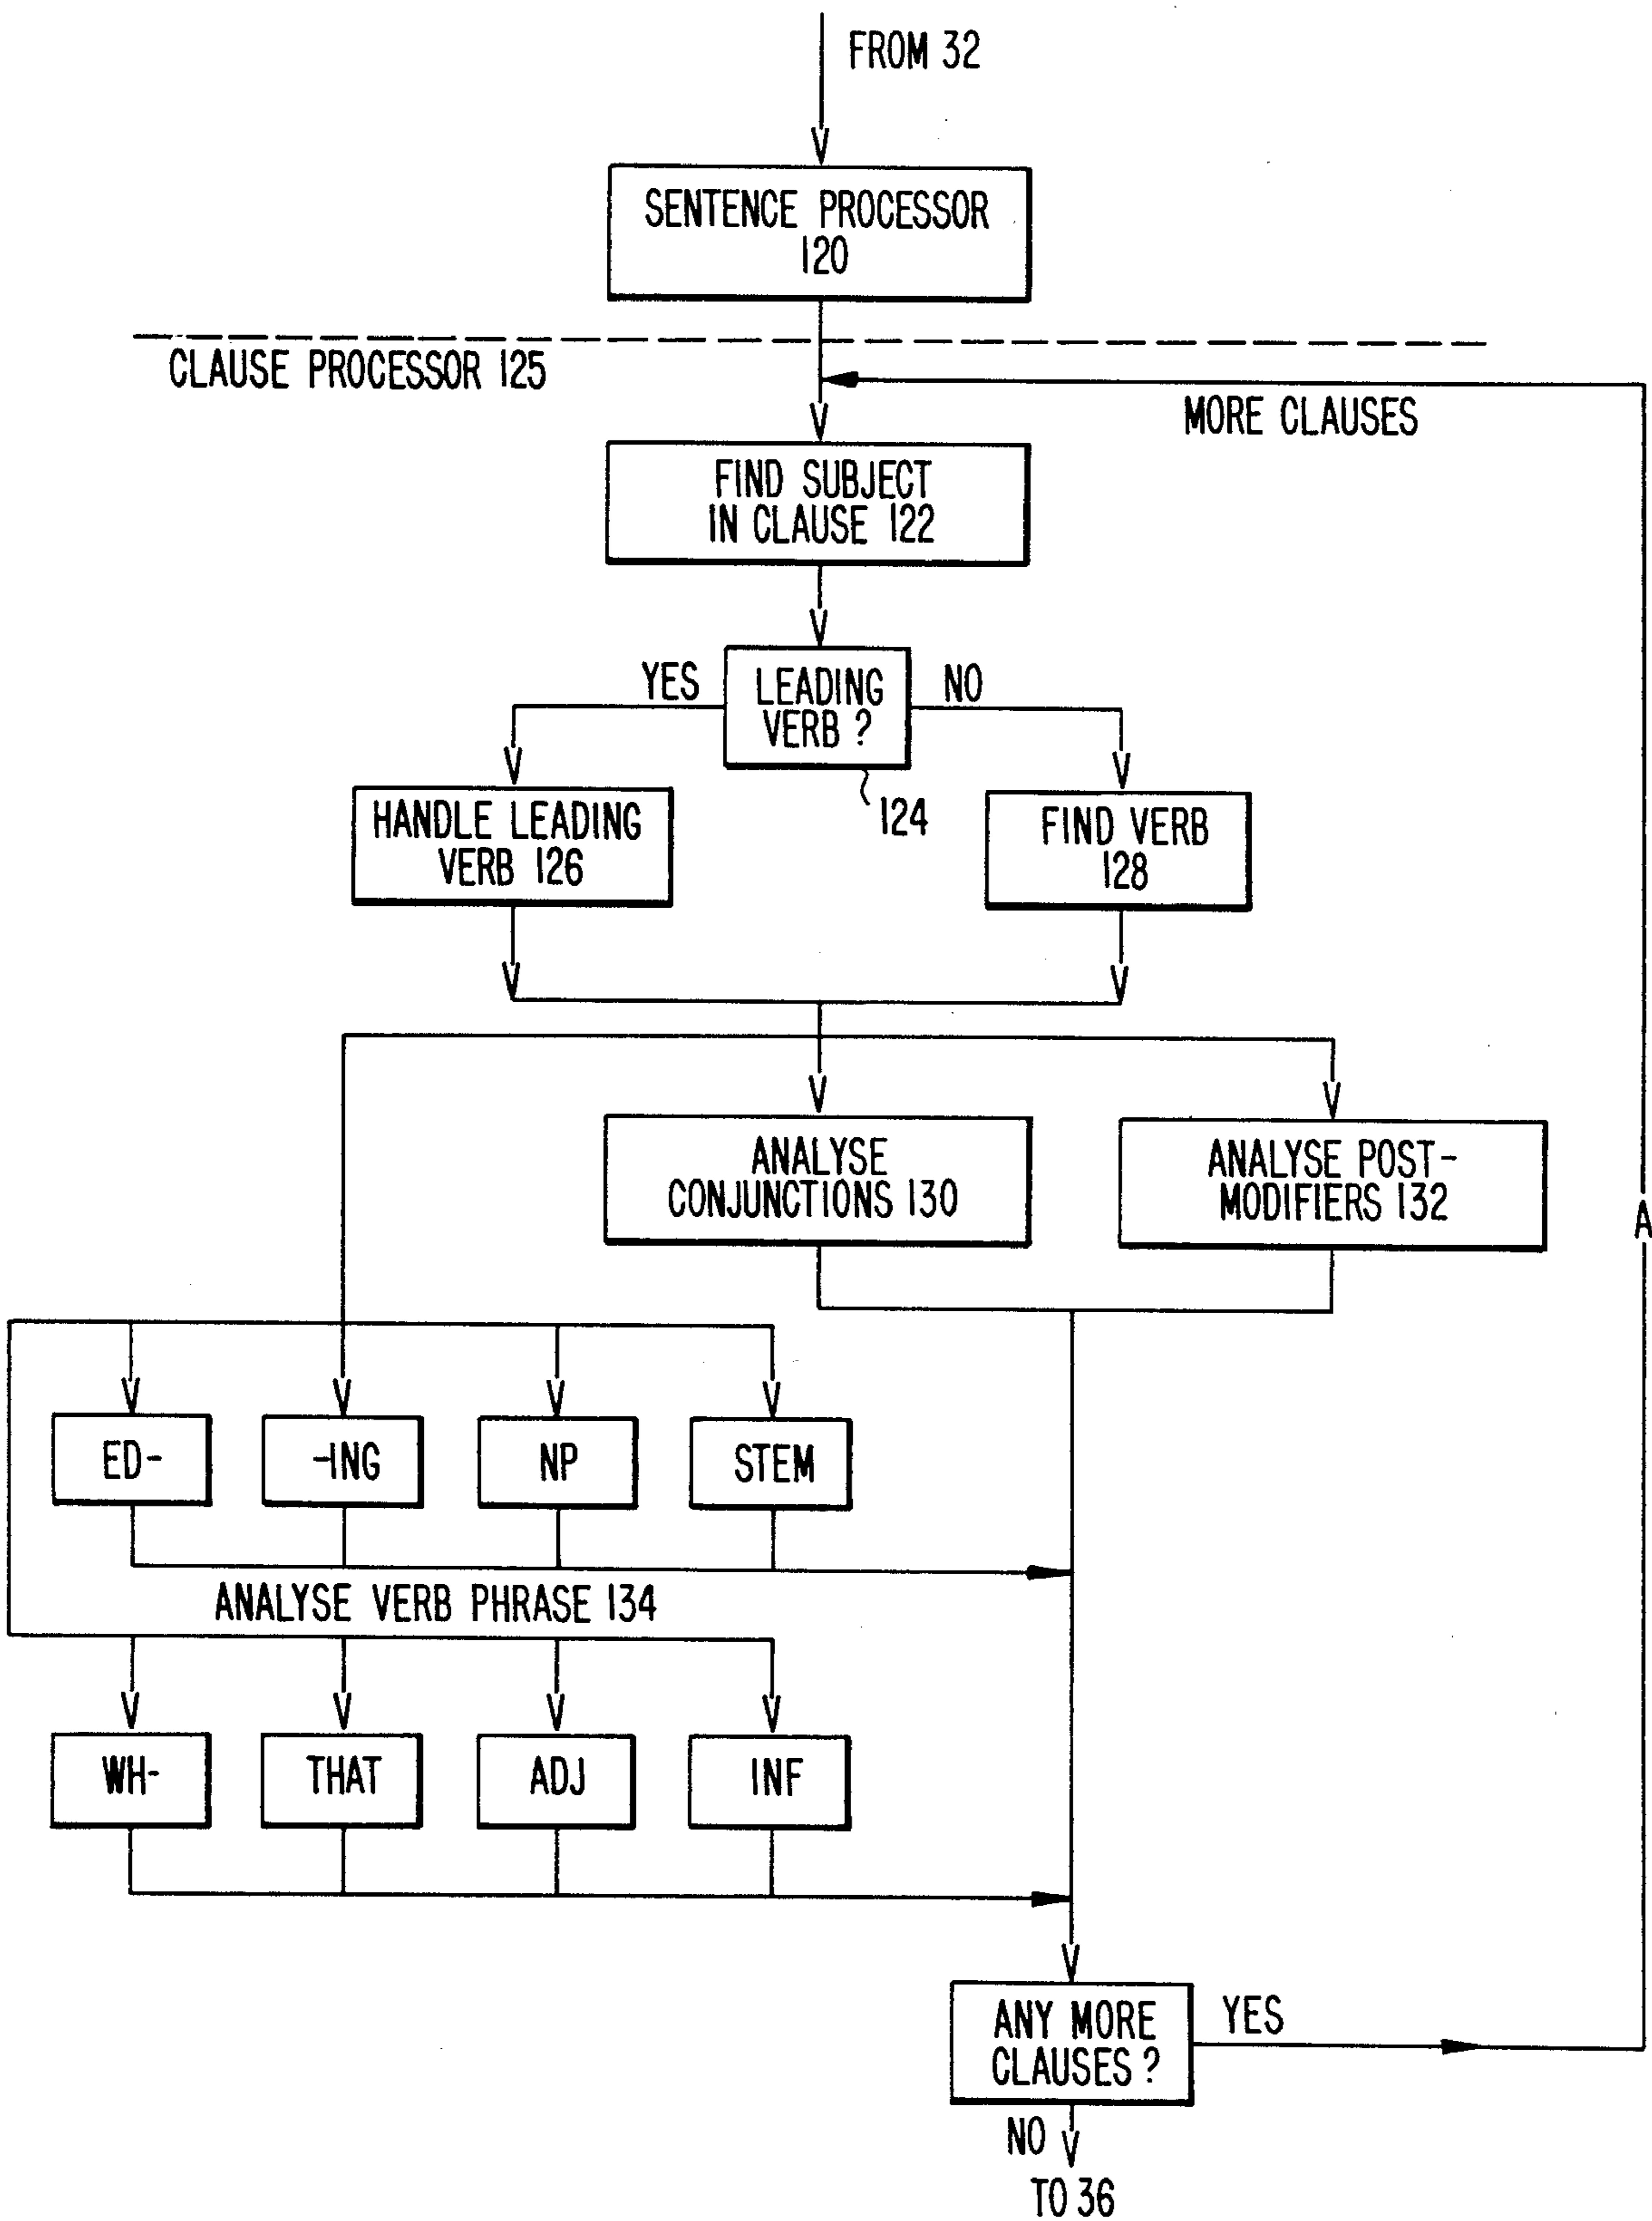 FROM 32
SENTENCE PROCESSOR
120
CLAUSE PROCESSOR 125
MORE CLAUSES
FIND SUBJECT
IN CLAUSE 122
YES
LEADING
VERB ?
NO
124
HANDLE LEADING
VERB 126
FIND VERB
128
ANALYSE
CONJUNCTIONS 130
ANALYSE POST-
MODIFIERS 132
A
ED-
-ING
NP
STEM
ANALYSE VERB PHRASE 134
WH-
THAT
ADJ
INF
ANY MORE
CLAUSES ?
YES
NO
TO 36